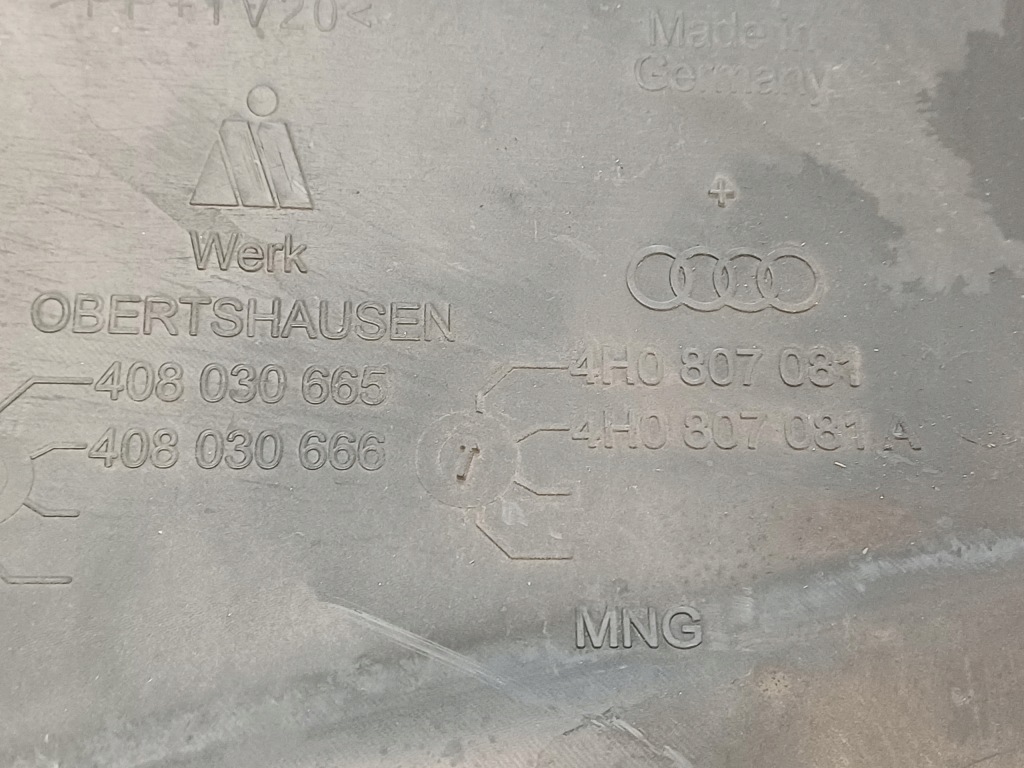 Made in
Germany
Werk
OBERTSHAUSEN
408 030 665
408 030 666
4H0 807 081
4H0 807 081 A
MNG